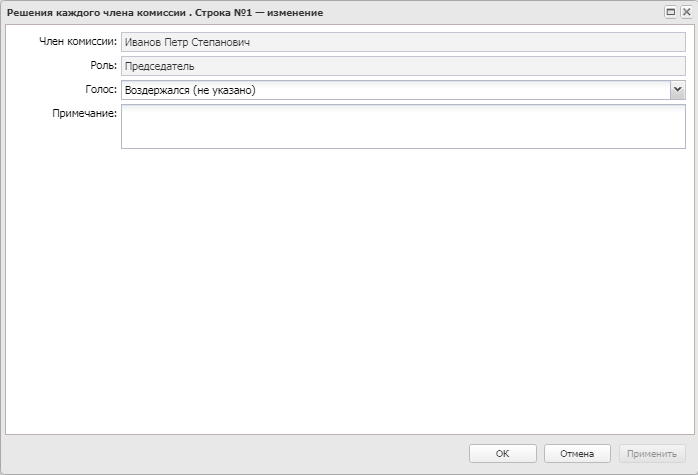 Решения каждого члена комиссии . Строка №1 — изменение
Член комиссии: Иванов Петр Степанович
Роль: Председатель
Голос: Воздержался (не указано)
Примечание:
OK Отмена Применить